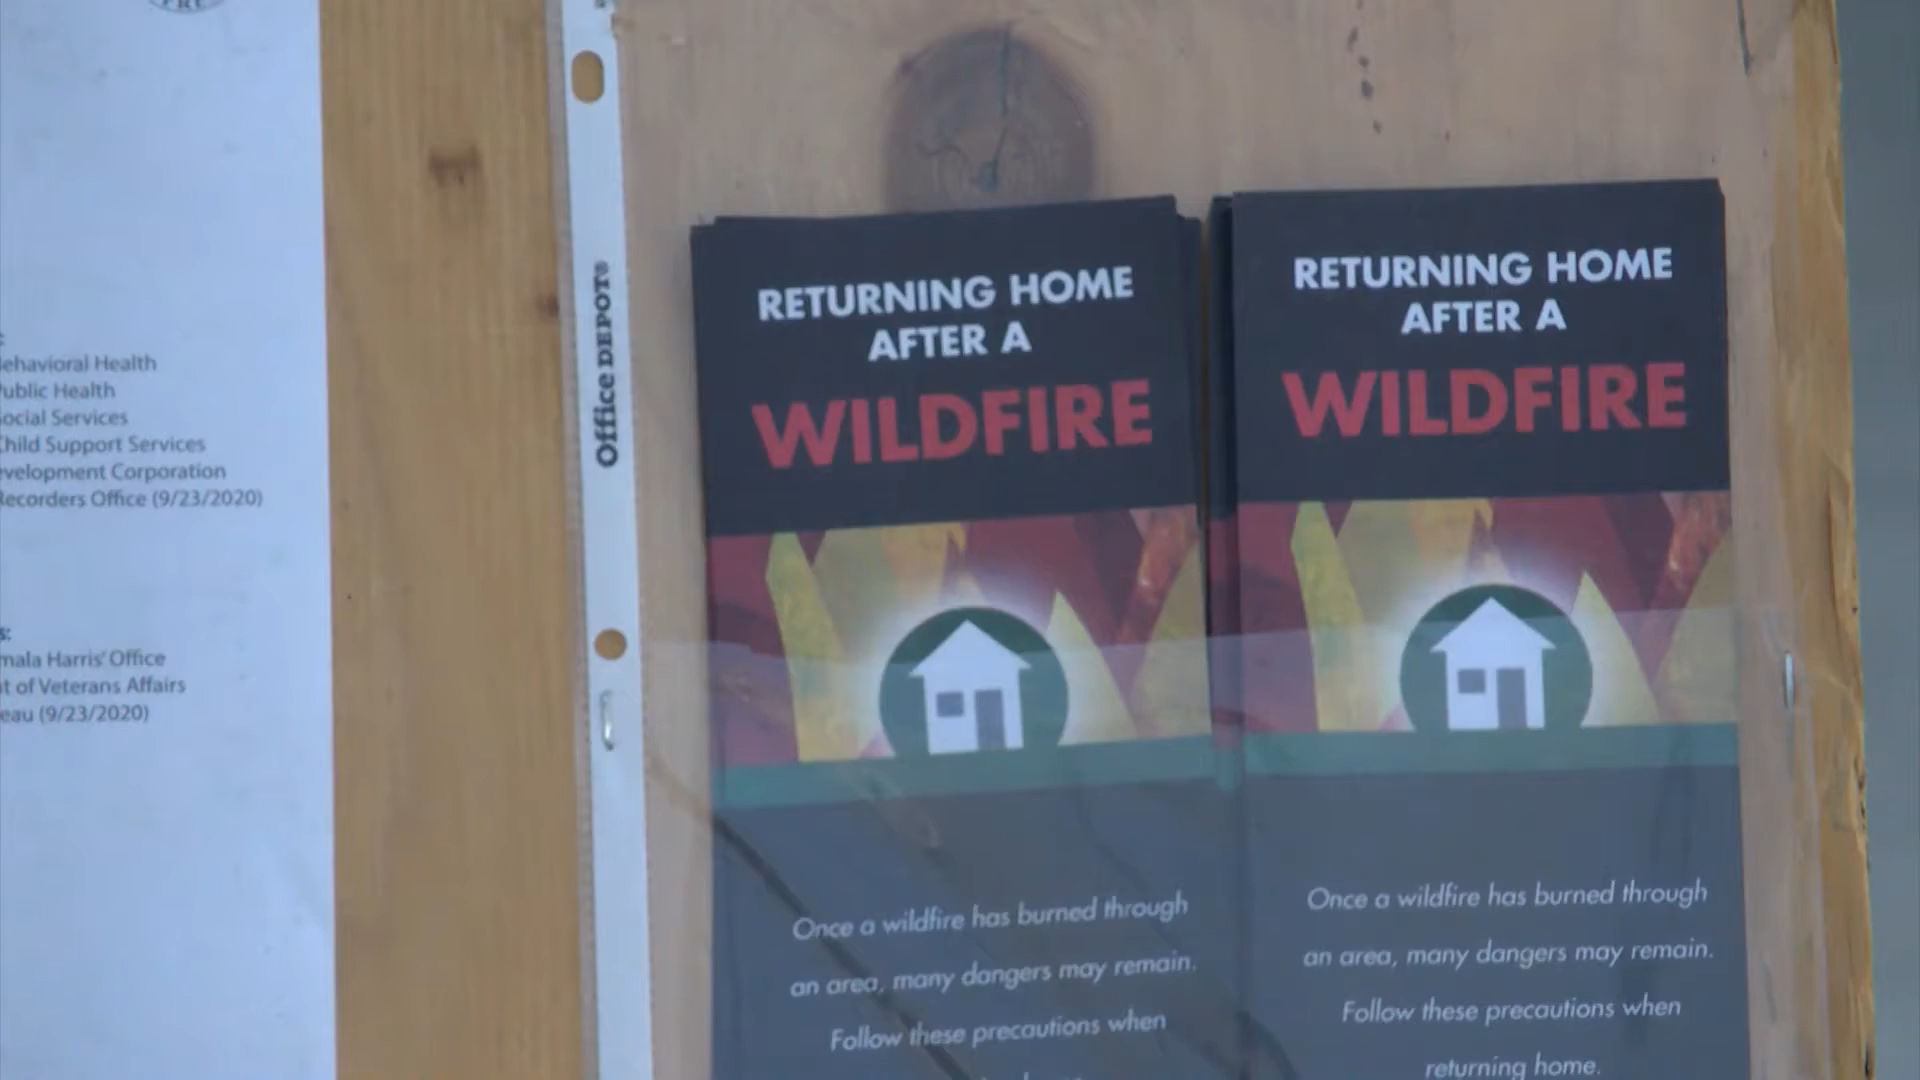 ehavioral Health
ublic Health
ocial Services
Child Support Services
velopment Corporation
Recorders Office (9/23/2020)
s:
mala Harris' Office
t of Veterans Affairs
eau (9/23/2020)
Office DEPOT®
RETURNING HOME
AFTER A
WILDFIRE
Once a wildfire has burned through
an area, many dangers may remain.
Follow these precautions when
RETURNING HOME
AFTER A
WILDFIRE
Once a wildfire has burned through
an area, many dangers may remain.
Follow these precautions when
returning home.